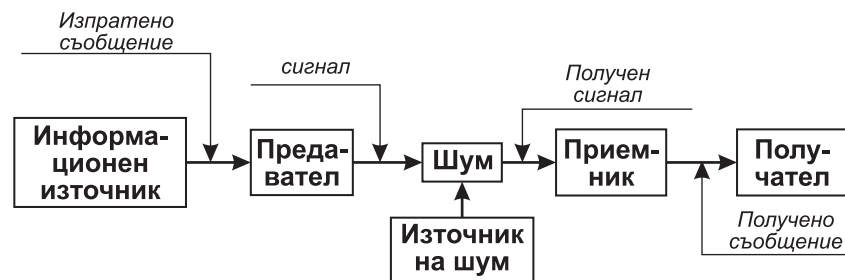 Изпратено
съобщение
сигнал
Получен
сигнал
Информа-
ционен
източник
Преда-
вател
Шум
Прием-
ник
Полу-
чател
Източник
на шум
Получено
съобщение